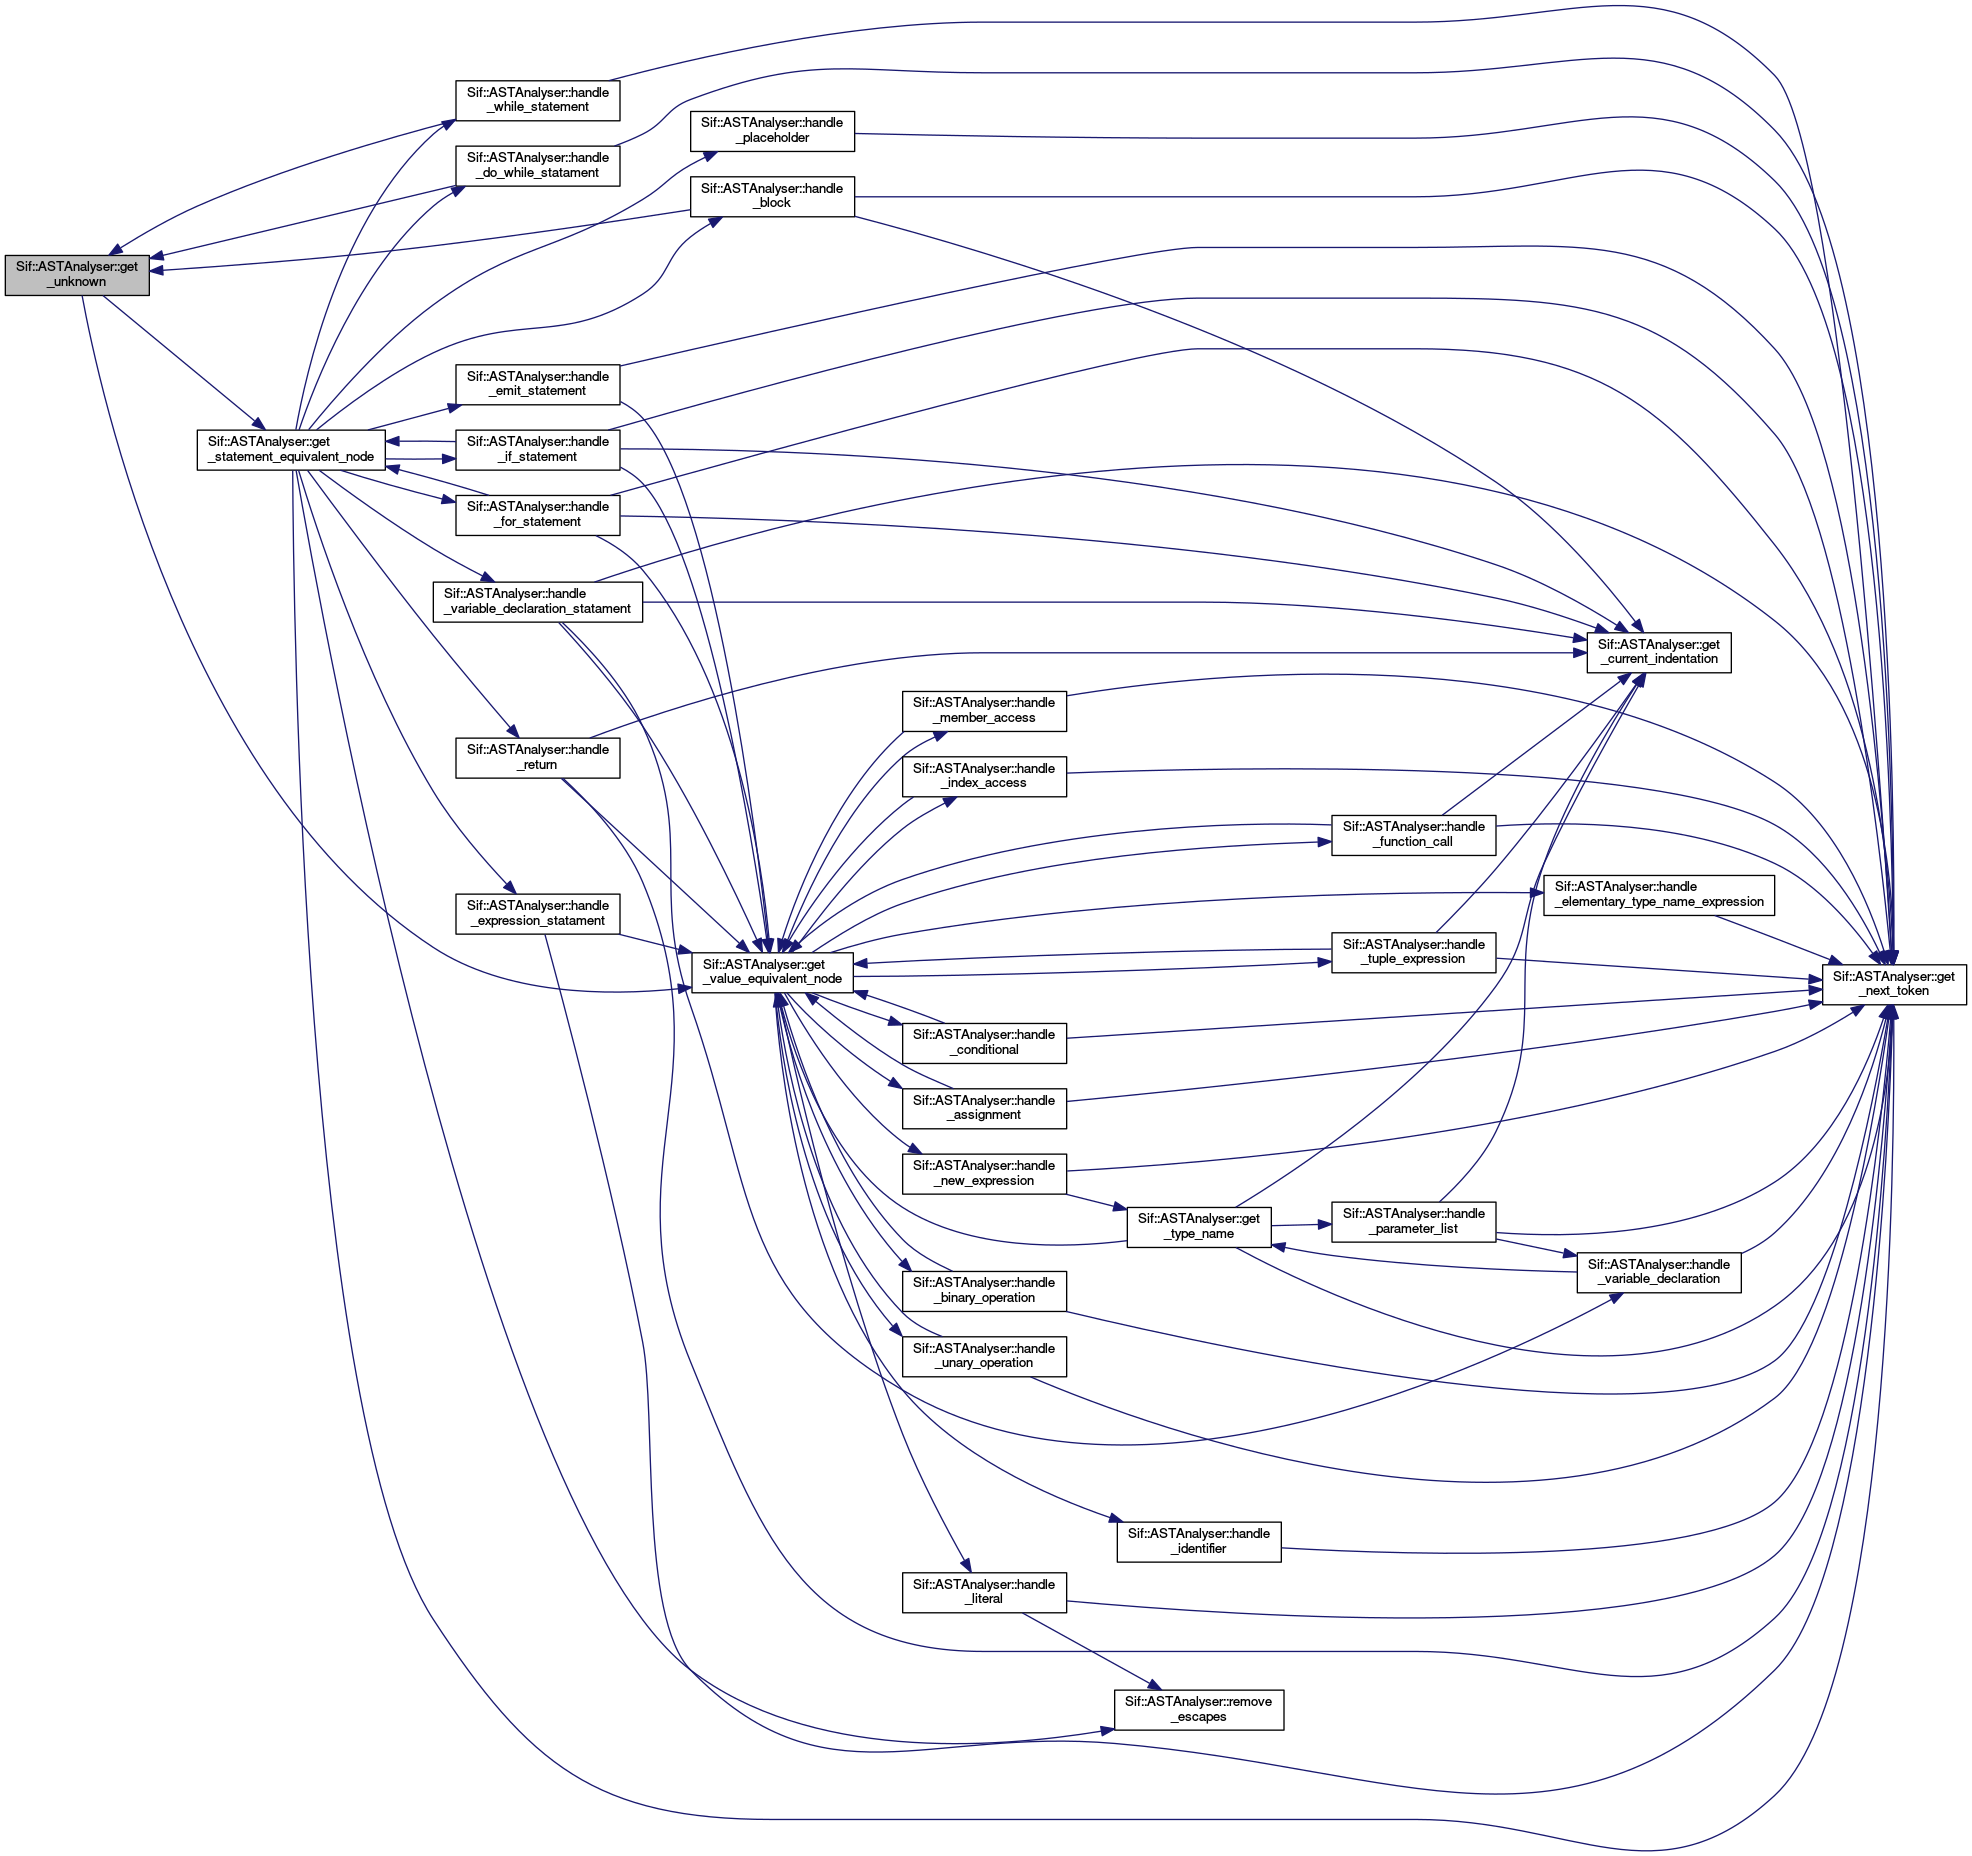 Sif::ASTAnalyser::handle
_while_statement
Sif::ASTAnalyser::handle
_placeholder
Sif::ASTAnalyser::handle
_do_while_statament
Sif::ASTAnalyser::handle
_block
Sif::ASTAnalyser::get
_unknown
Sif::ASTAnalyser::handle
_emit_statement
Sif::ASTAnalyser::get
_statement_equivalent_node
Sif::ASTAnalyser::handle
_if_statement
Sif::ASTAnalyser::handle
_for_statement
Sif::ASTAnalyser::handle
_variable_declaration_statament
Sif::ASTAnalyser::get
_current_indentation
Sif::ASTAnalyser::handle
_member_access
Sif::ASTAnalyser::handle
_return
Sif::ASTAnalyser::handle
_index_access
Sif::ASTAnalyser::handle
_function_call
Sif::ASTAnalyser::handle
_elementary_type_name_expression
Sif::ASTAnalyser::handle
_expression_statament
Sif::ASTAnalyser::handle
_tuple_expression
Sif::ASTAnalyser::get
_value_equivalent_node
Sif::ASTAnalyser::get
_next_token
Sif::ASTAnalyser::handle
_conditional
Sif::ASTAnalyser::handle
_assignment
Sif::ASTAnalyser::handle
_new_expression
Sif::ASTAnalyser::get
_type_name
Sif::ASTAnalyser::handle
_parameter_list
Sif::ASTAnalyser::handle
_variable_declaration
Sif::ASTAnalyser::handle
_binary_operation
Sif::ASTAnalyser::handle
_unary_operation
Sif::ASTAnalyser::handle
_identifier
Sif::ASTAnalyser::handle
_literal
Sif::ASTAnalyser::remove
_escapes